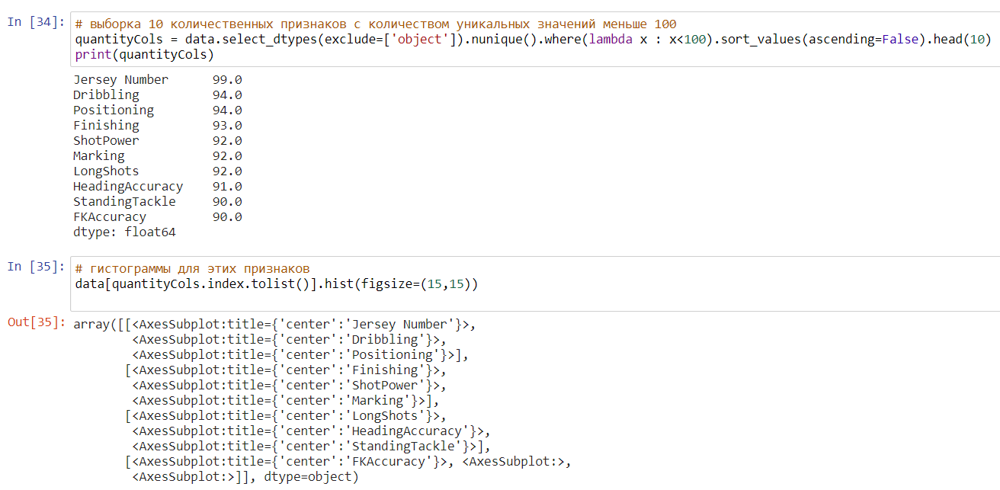 In [34]: # выборка 10 количественных признаков с количеством уникальных значений меньше 100
quantityCols = data.select_dtypes(exclude=['object']).nunique().where(lambda x : x<100).sort_values(ascending=False).head(10)
print(quantityCols)
Jersey Number      99.0
Dribbling          94.0
Positioning        94.0
Finishing          93.0
ShotPower          92.0
Marking            92.0
LongShots          92.0
HeadingAccuracy    91.0
StandingTackle     90.0
FKAccuracy         90.0
dtype: float64
In [35]: # гистограммы для этих признаков
data[quantityCols.index.tolist()].hist(figsize=(15,15))
Out[35]: array([[<AxesSubplot:title={'center':'Jersey Number'}>,
        <AxesSubplot:title={'center':'Dribbling'}>,
        <AxesSubplot:title={'center':'Positioning'}>],
       [<AxesSubplot:title={'center':'Finishing'}>,
        <AxesSubplot:title={'center':'ShotPower'}>,
        <AxesSubplot:title={'center':'Marking'}>],
       [<AxesSubplot:title={'center':'LongShots'}>,
        <AxesSubplot:title={'center':'HeadingAccuracy'}>,
        <AxesSubplot:title={'center':'StandingTackle'}>],
       [<AxesSubplot:title={'center':'FKAccuracy'}>, <AxesSubplot:>,
        <AxesSubplot:>]], dtype=object)